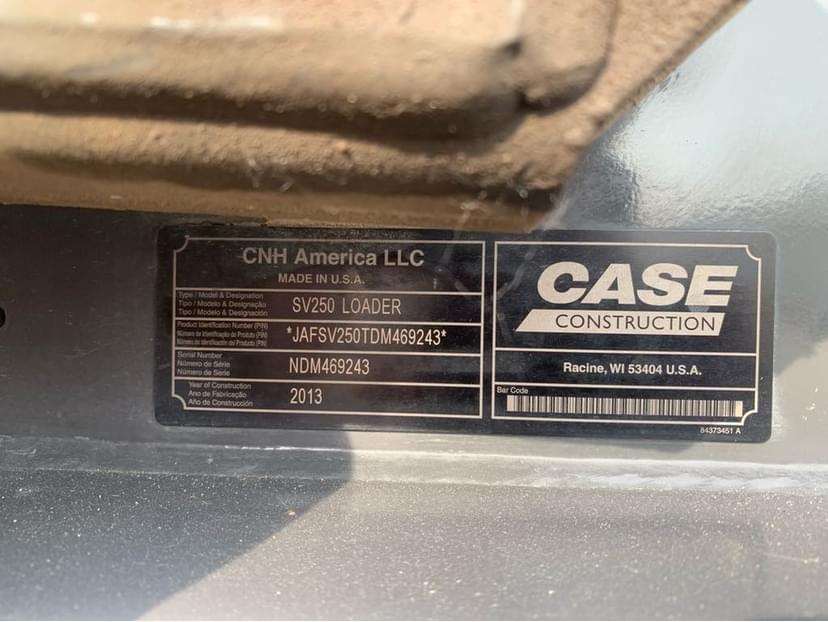 CNH America LLC
MADE IN U.S.A.
Type / Model & Designation
Tipo / Modelo & Designação
Tipo / Modelo & Designación
SV250 LOADER
Product Identification Number (PIN)
Número de Identificação do Produto (PIN)
Número de Identificación del Producto (PIN)
*JAFSV250TDM469243*
Serial Number
Número de Série
Número de Serie
NDM469243
Year of Construction
Ano de Fabricação
Año de Construcción
2013
CASE
CONSTRUCTION
Racine, WI 53404 U.S.A.
Bar Code
84373451 A